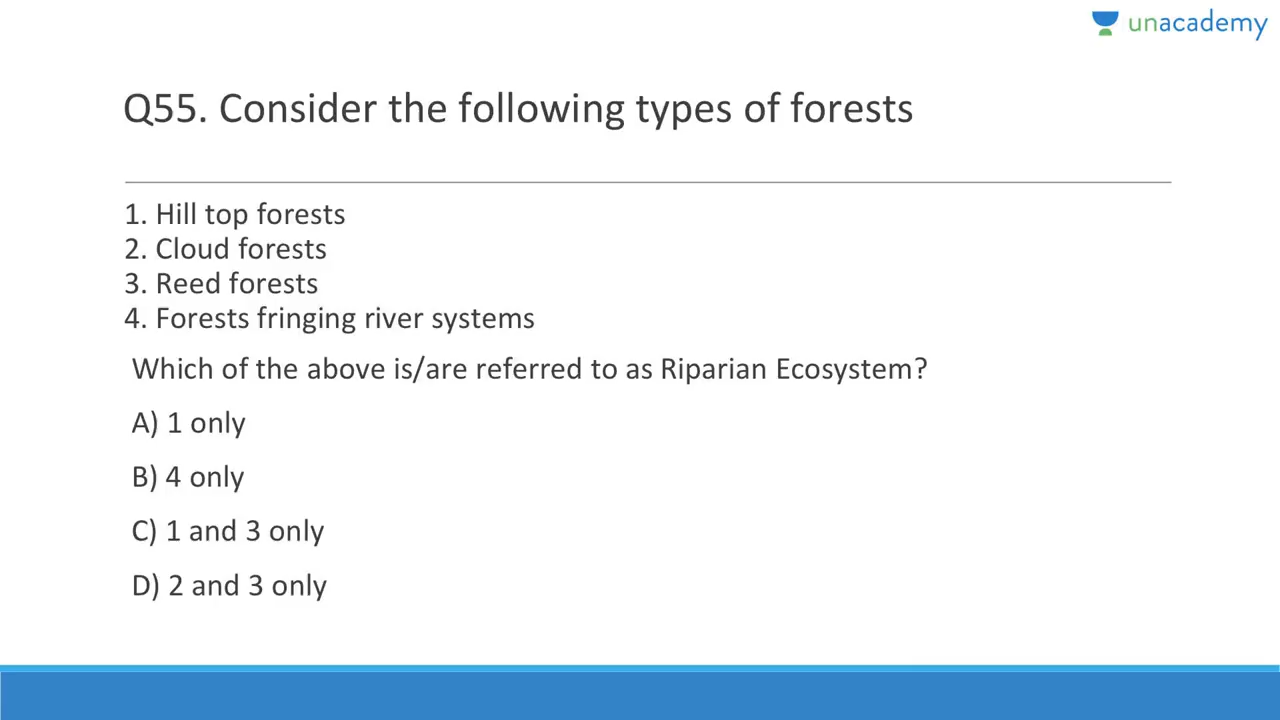 unacademy
Q55. Consider the following types of forests
1. Hill top forests
2. Cloud forests
3. Reed forests
4. Forests fringing river systems
Which of the above is/are referred to as Riparian Ecosystem?
A) 1 only
B) 4 only
C) 1 and 3 only
D) 2 and 3 only